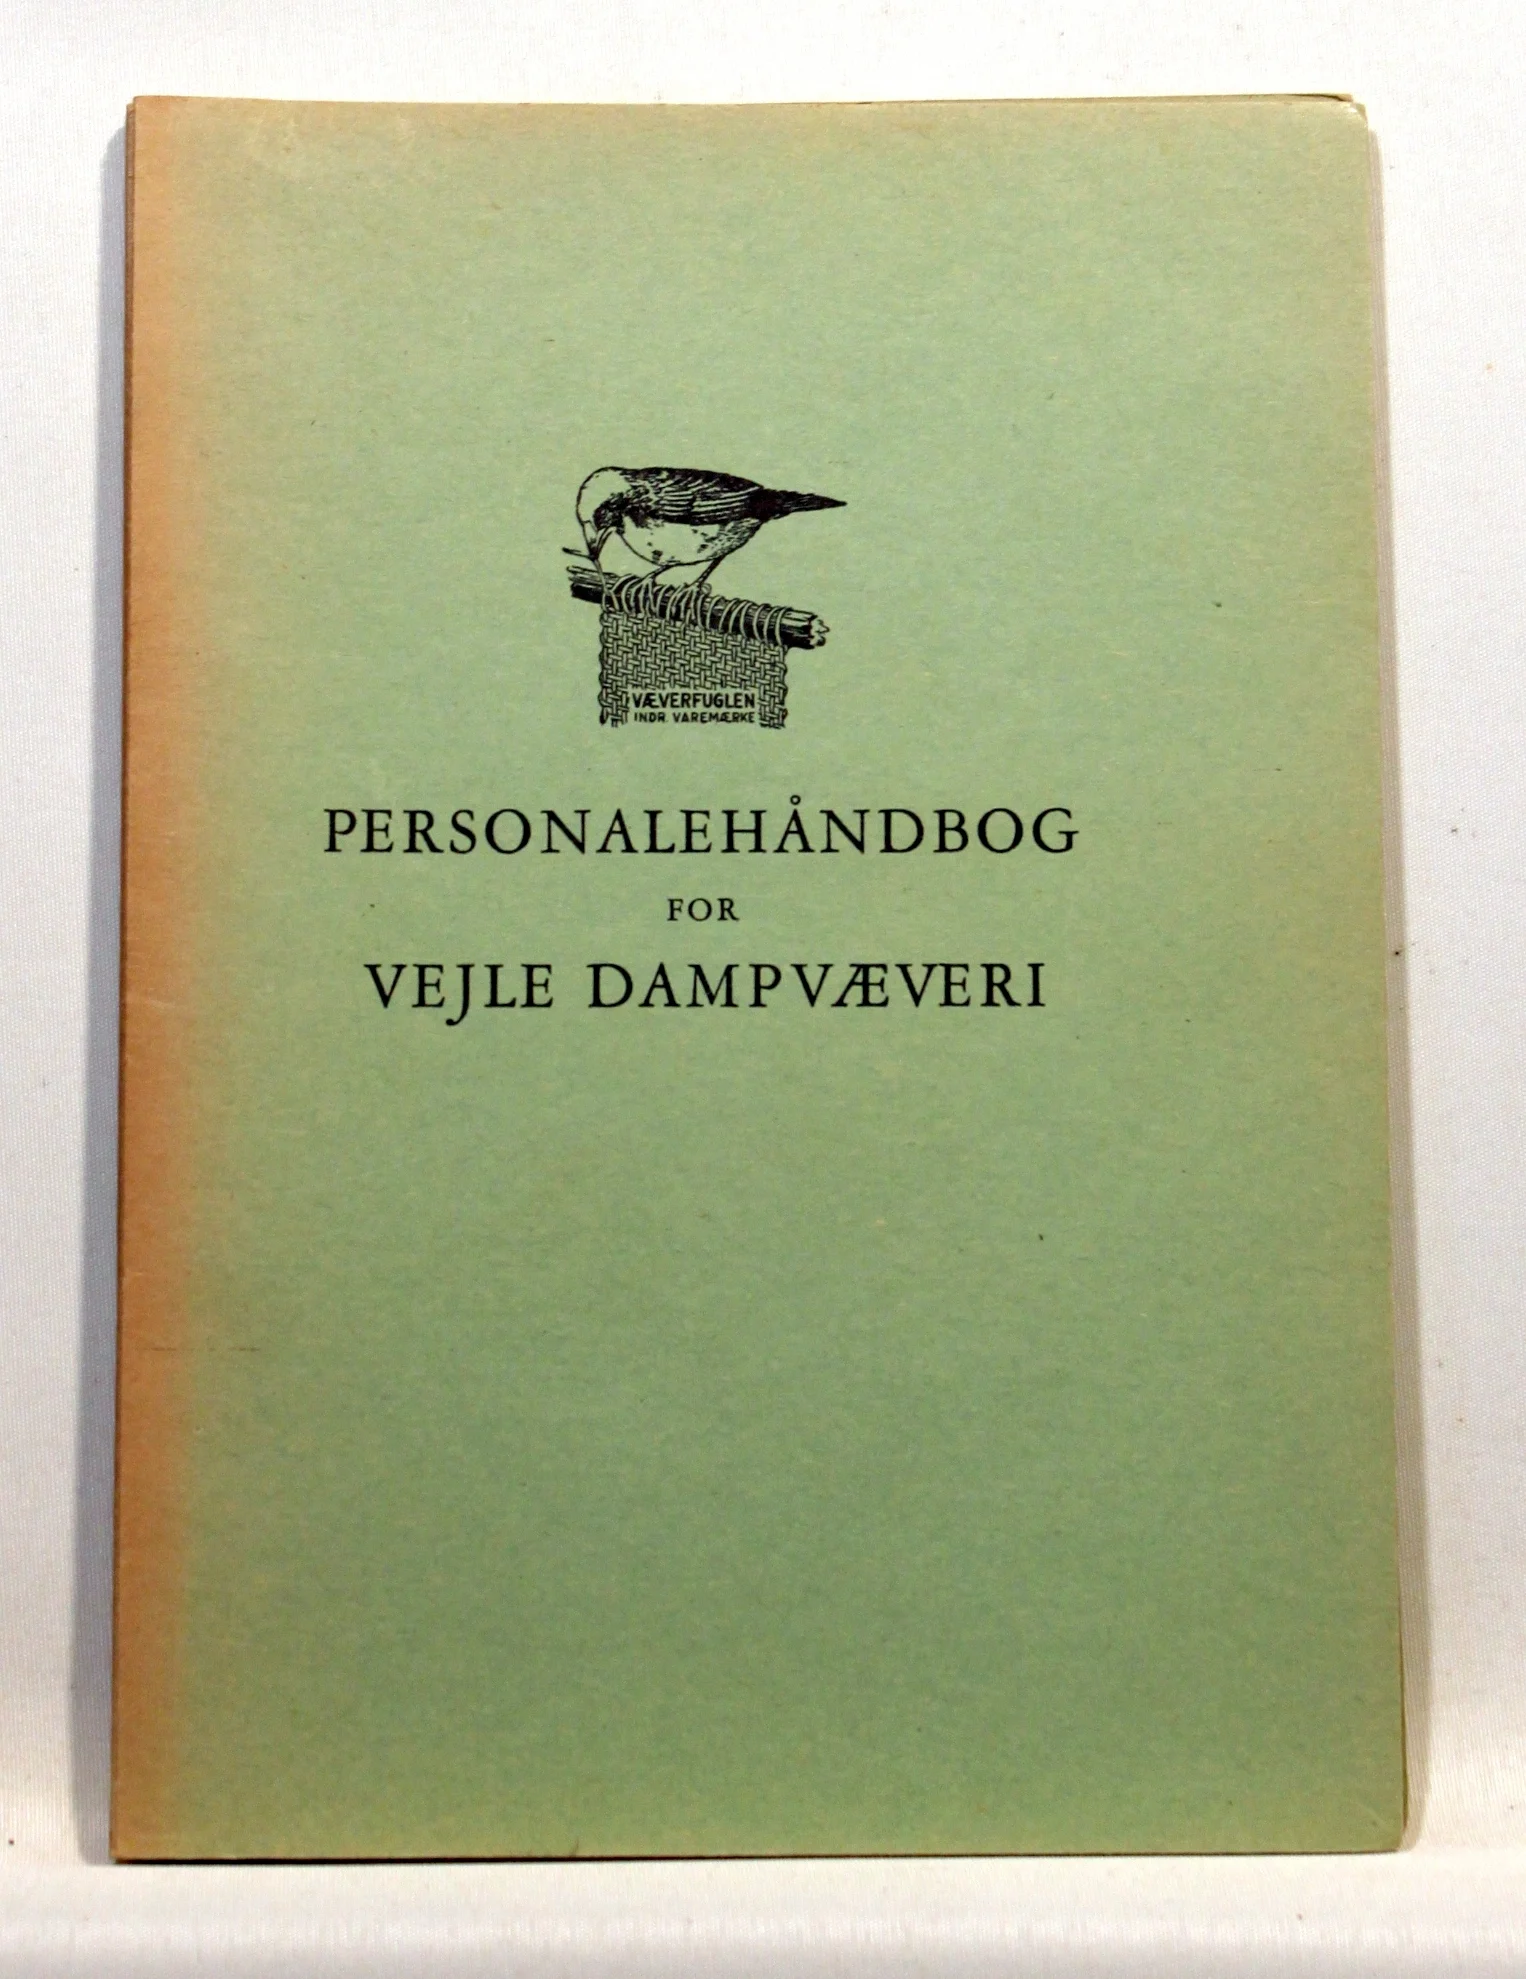 VÆVERFUGLEN
INDR. VAREMÆRKE
PERSONALEHÅNDBOG
FOR
VEJLE DAMPVÆVERI